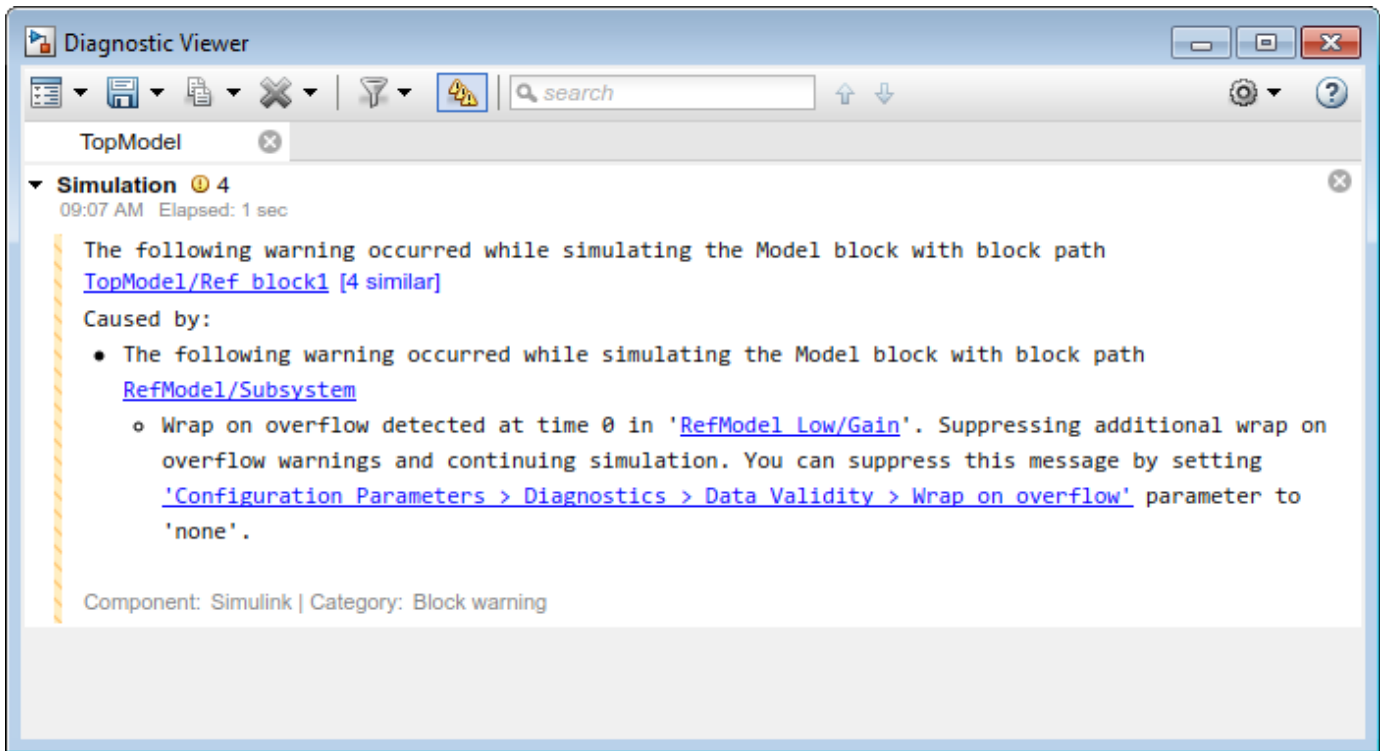 Diagnostic Viewer
search
TopModel
Simulation 4
09:07 AM Elapsed: 1 sec
The following warning occurred while simulating the Model block with block path
TopModel/Ref block1 [4 similar]
Caused by:
• The following warning occurred while simulating the Model block with block path
RefModel/Subsystem
o Wrap on overflow detected at time 0 in 'RefModel Low/Gain'. Suppressing additional wrap on
overflow warnings and continuing simulation. You can suppress this message by setting
'Configuration Parameters > Diagnostics > Data Validity > Wrap on overflow' parameter to
'none'.
Component: Simulink | Category: Block warning